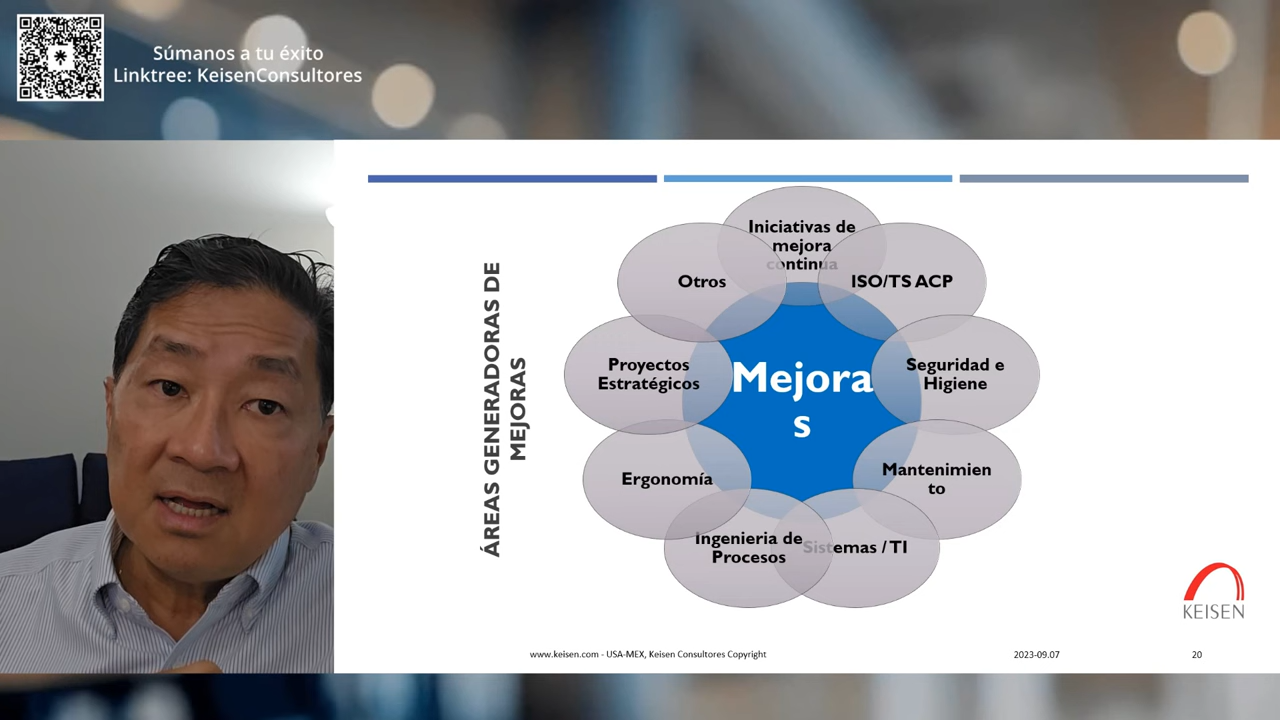 Súmanos a tu éxito
Linktree: KeisenConsultores
ÁREAS GENERADORAS DE
MEJORAS
Iniciativas de
mejora
continua
ISO/TS ACP
Seguridad e
Higiene
Mantenimien
to
Sistemas / TI
Ingenieria de
Procesos
Ergonomía
Proyectos
Estratégicos
Otros
Mejora
s
KEISEN
www.keisen.com - USA-MEX, Keisen Consultores Copyright
2023-09.07
20